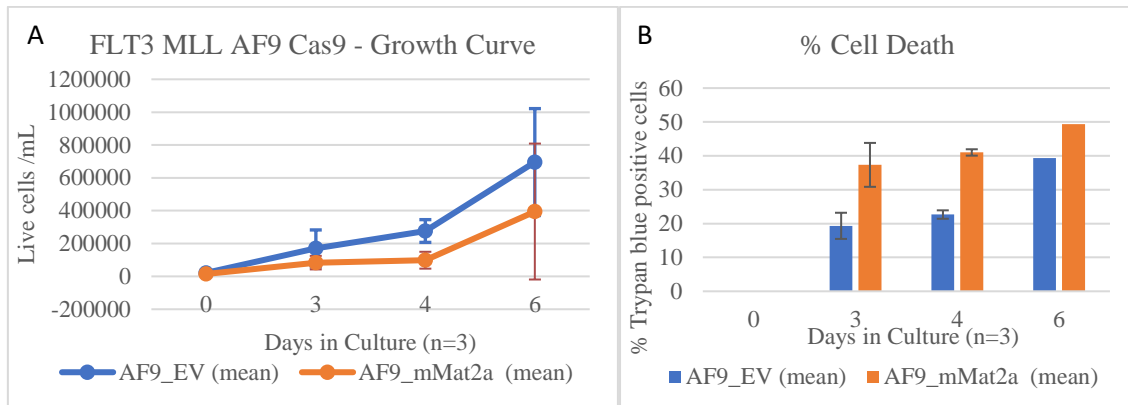 A
FLT3 MLL AF9 Cas9 - Growth Curve
Live cells /mL
1200000
1000000
800000
600000
400000
200000
0
-200000
0 3 4 6
Days in Culture (n=3)
AF9_EV (mean) AF9_mMat2a (mean)
B
% Cell Death
% Trypan blue positive cells
60
50
40
30
20
10
0
0 3 4 6
Days in Culture (n=3)
AF9_EV (mean) AF9_mMat2a (mean)